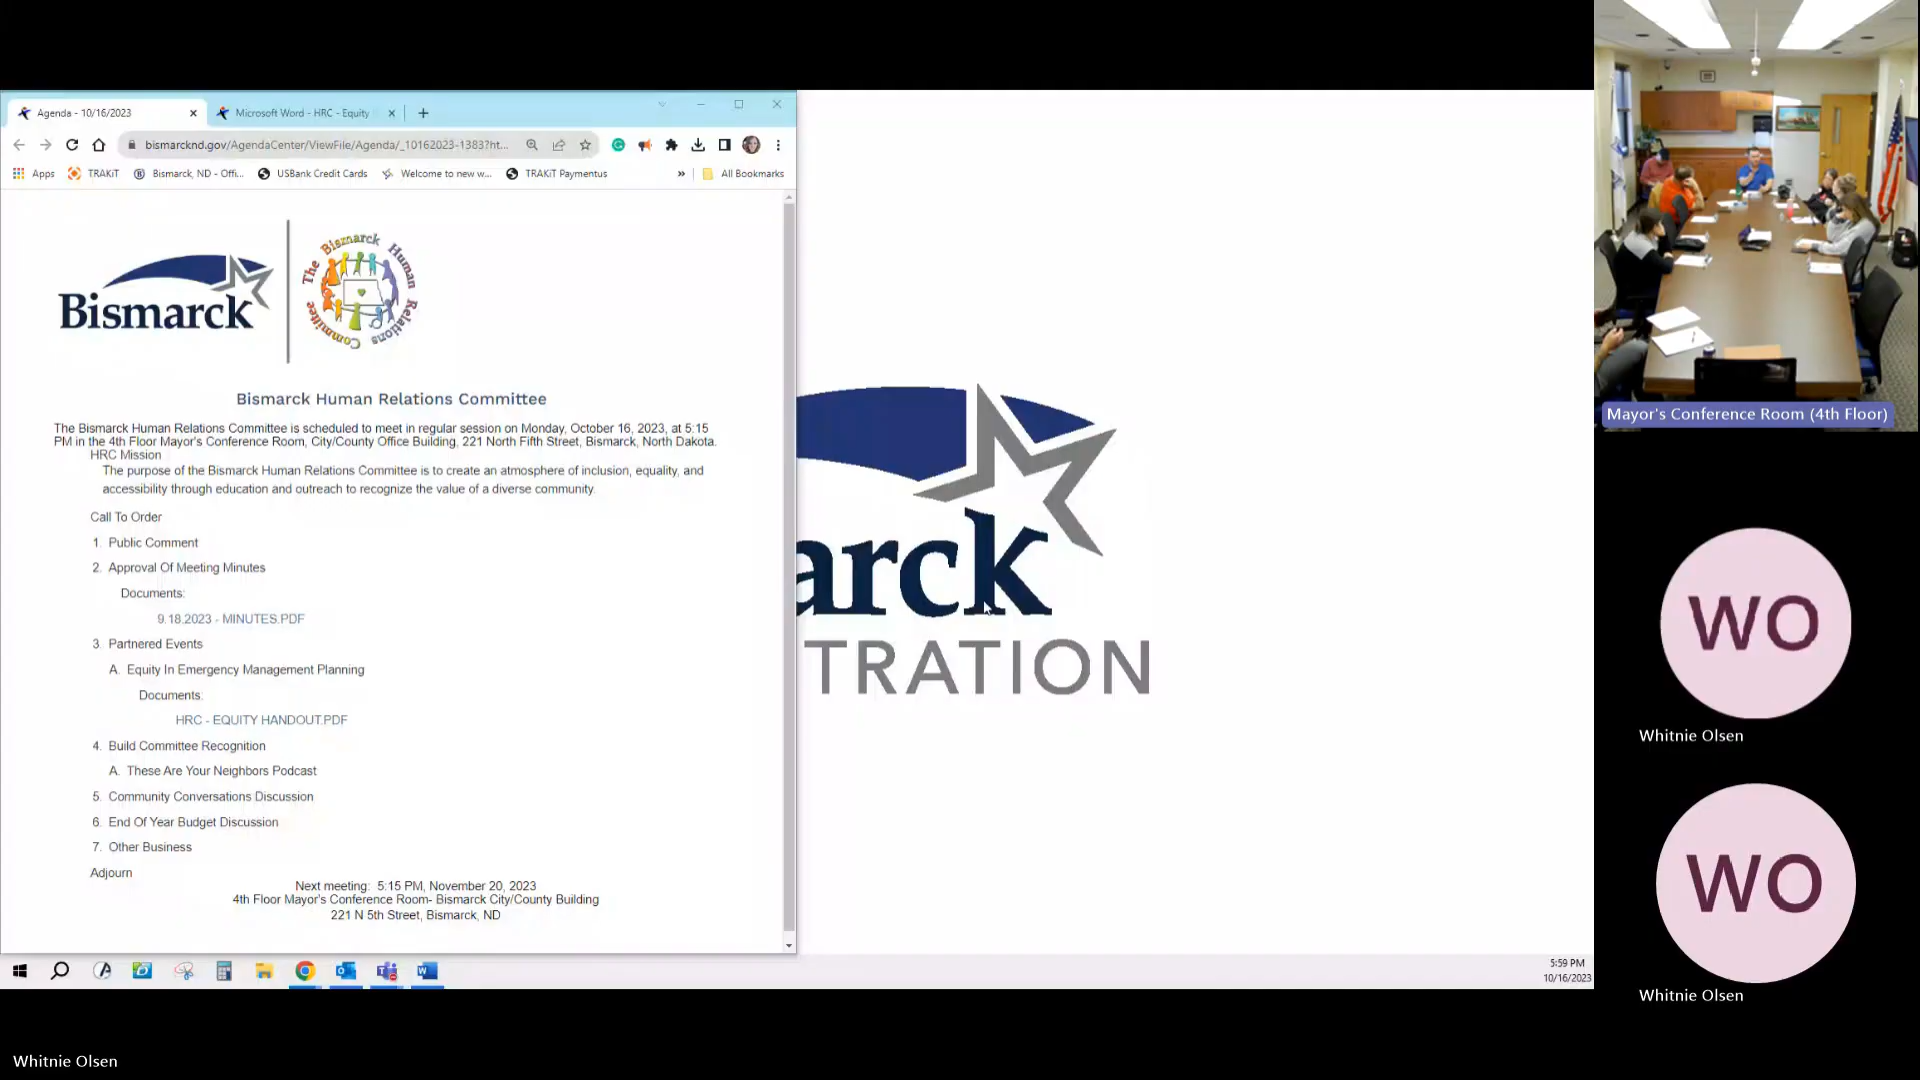 Agenda - 10/16/2023
Microsoft Word - HRC - Equity
bismarcknd.gov/AgendaCenter/ViewFile/Agenda/_10162023-1383?ht...
Apps
TRAKiT
Bismarck, ND - Offi...
USBank Credit Cards
Welcome to new w...
TRAKiT Paymentus
»
All Bookmarks
Bismarck
The Bismarck Human Relations Committee
Bismarck Human Relations Committee
The Bismarck Human Relations Committee is scheduled to meet in regular session on Monday, October 16, 2023, at 5:15
PM in the 4th Floor Mayor's Conference Room, City/County Office Building, 221 North Fifth Street, Bismarck, North Dakota.
HRC Mission
The purpose of the Bismarck Human Relations Committee is to create an atmosphere of inclusion, equality, and
accessibility through education and outreach to recognize the value of a diverse community.
Call To Order
1. Public Comment
2. Approval Of Meeting Minutes
Documents:
9.18.2023 - MINUTES.PDF
3. Partnered Events
A. Equity In Emergency Management Planning
Documents:
HRC - EQUITY HANDOUT.PDF
4. Build Committee Recognition
A. These Are Your Neighbors Podcast
5. Community Conversations Discussion
6. End Of Year Budget Discussion
7. Other Business
Adjourn
Next meeting: 5:15 PM, November 20, 2023
4th Floor Mayor's Conference Room- Bismarck City/County Building
221 N 5th Street, Bismarck, ND
arck
TRATION
5:59 PM
10/16/2023
Mayor's Conference Room (4th Floor)
WO
Whitnie Olsen
WO
Whitnie Olsen
Whitnie Olsen